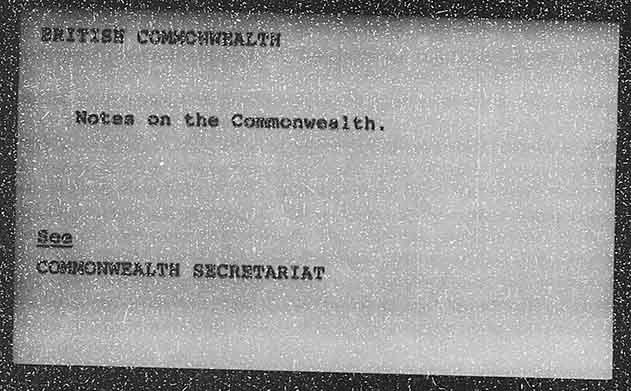 BRITISH COMMONWEALTH
Notes on the Commonwealth.
See
COMMONWEALTH SECRETARIAT